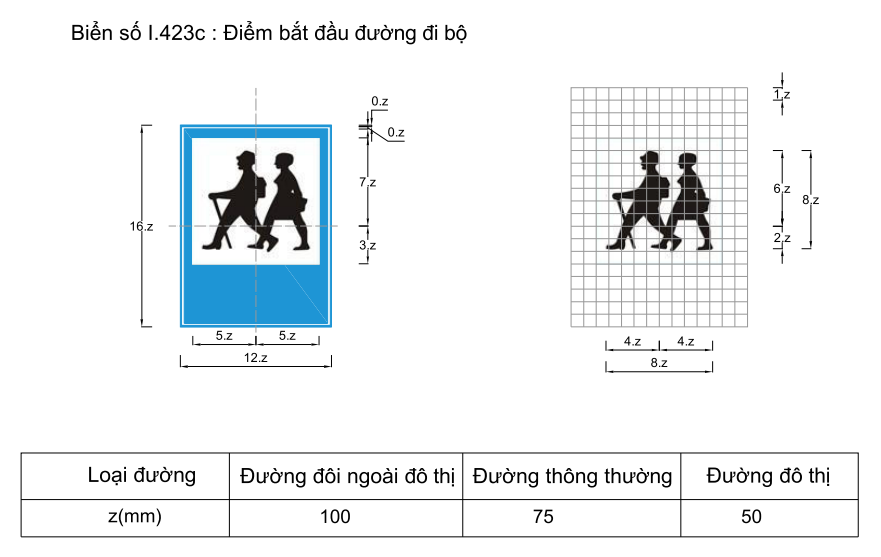 Biển số I.423c : Điểm bắt đầu đường đi bộ
0.z
0.z
1.z
7.z
6.z
8.z
16.z
3.z
2.z
5.z 5.z
4.z 4.z
12.z
8.z
Loại đường Đường đôi ngoài đô thị Đường thông thường Đường đô thị
z(mm) 100 75 50